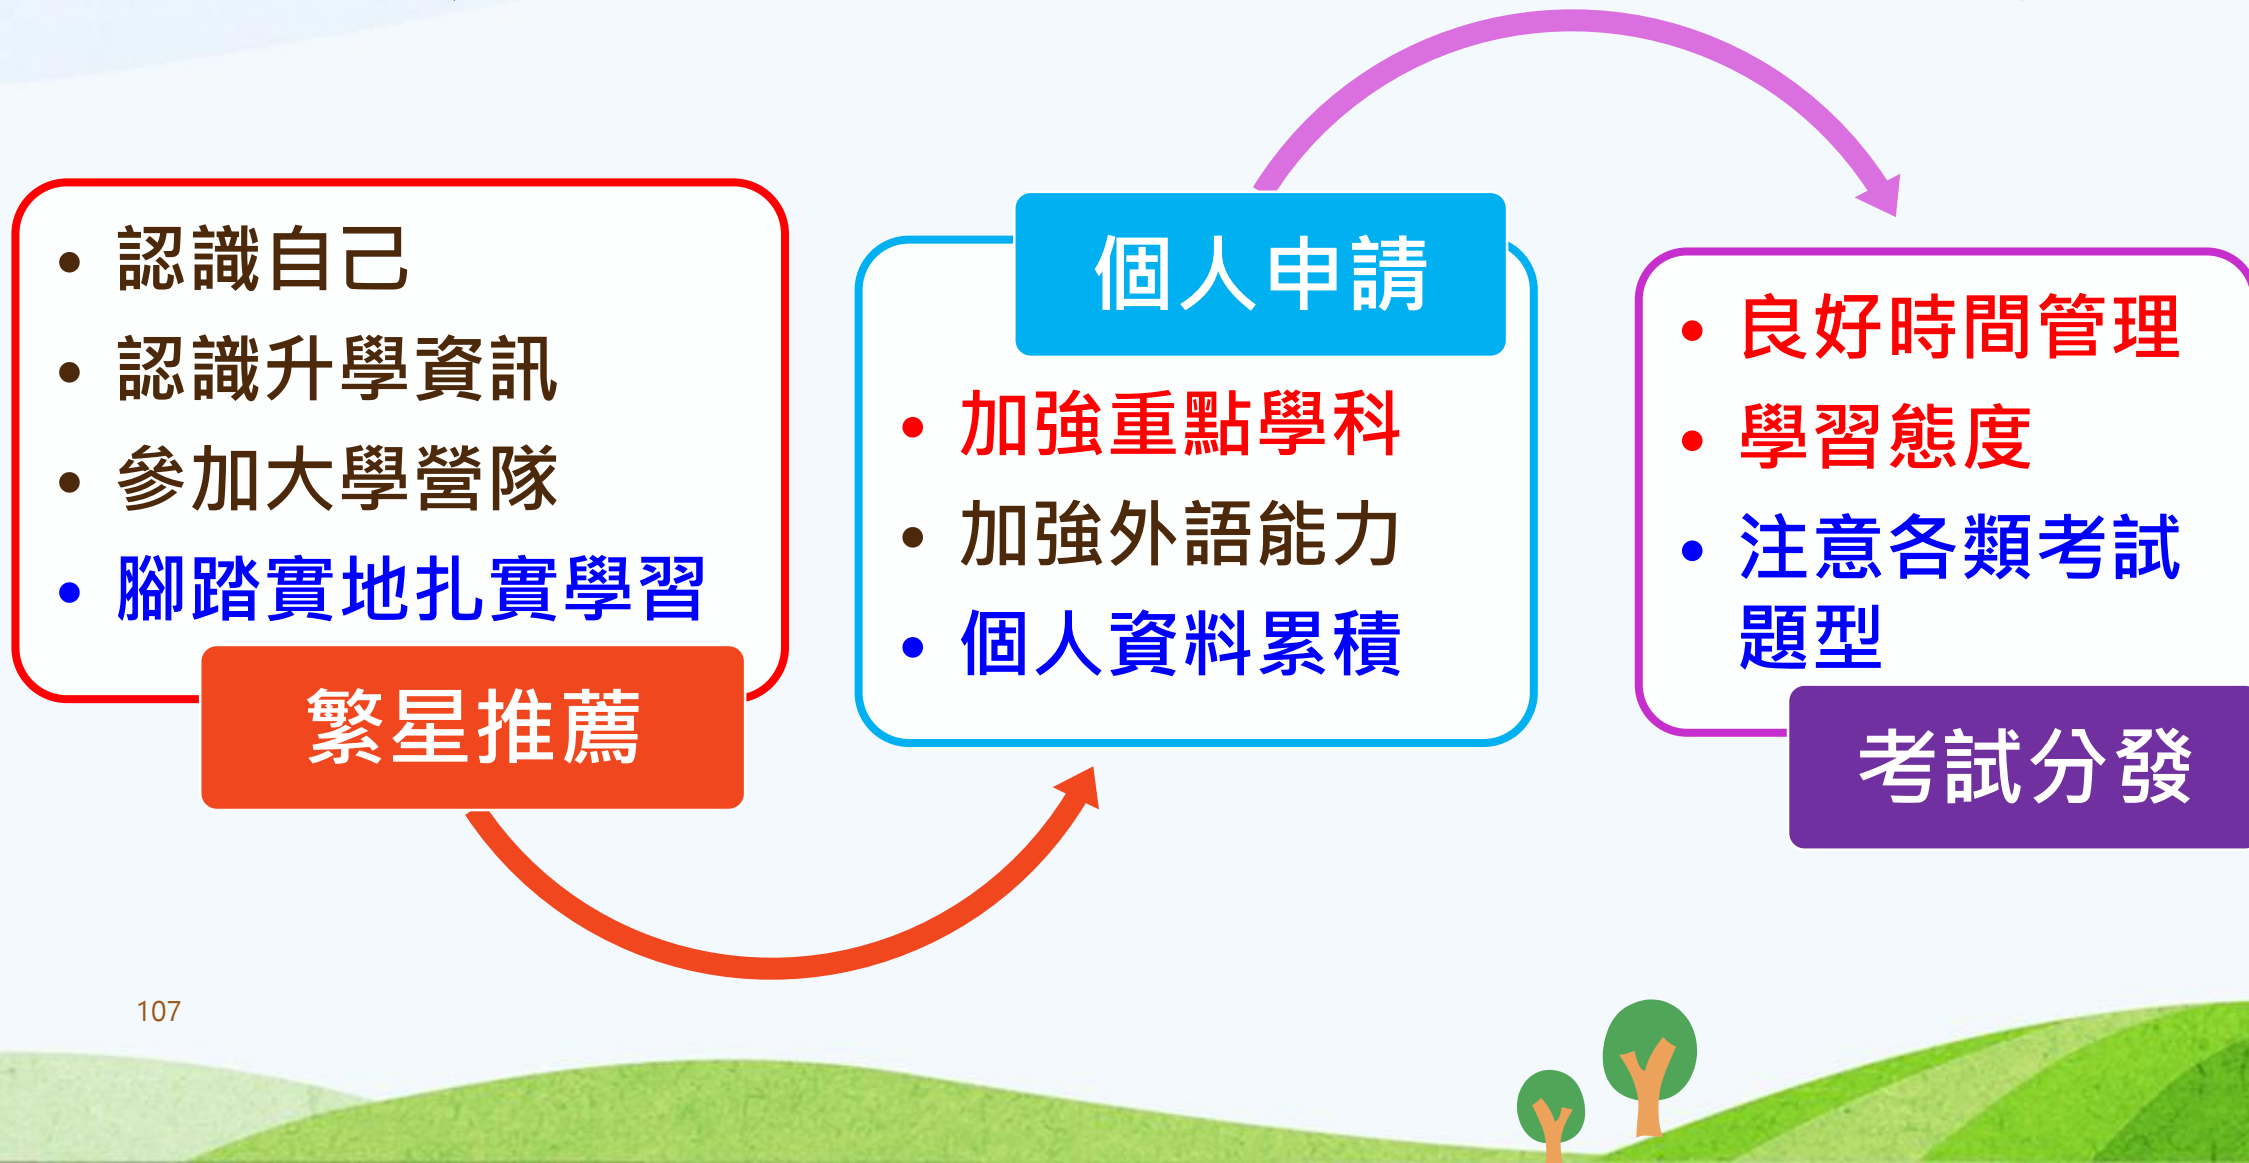 • 認識自己
• 認識升學資訊
• 參加大學營隊
• 腳踏實地扎實學習
繁星推薦
個人申請
• 加強重點學科
• 加強外語能力
• 個人資料累積
• 良好時間管理
• 學習態度
• 注意各類考試
題型
考試分發
107